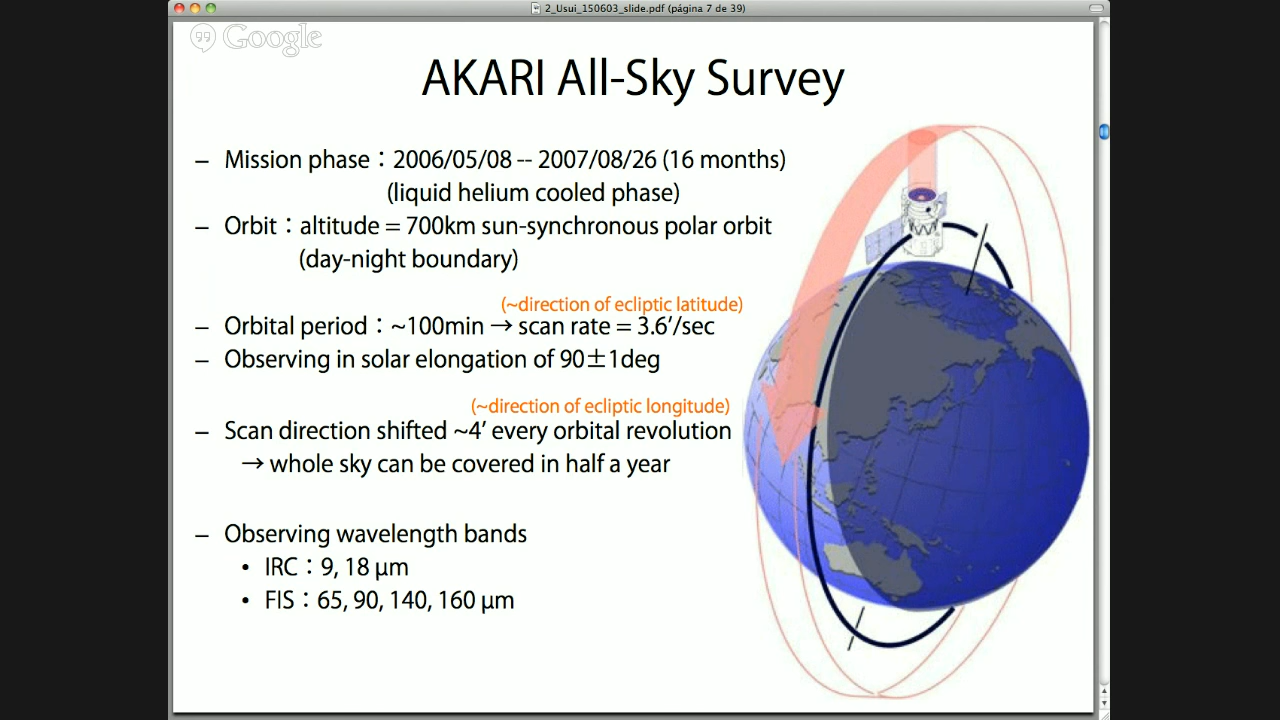 2_Usui_150603_slide.pdf (página 7 de 39)
Google
AKARI All-Sky Survey
– Mission phase：2006/05/08 -- 2007/08/26 (16 months)
(liquid helium cooled phase)
– Orbit：altitude = 700km sun-synchronous polar orbit
(day-night boundary)
(~direction of ecliptic latitude)
– Orbital period：~100min → scan rate = 3.6′/sec
– Observing in solar elongation of 90±1deg
(~direction of ecliptic longitude)
– Scan direction shifted ~4′ every orbital revolution
→ whole sky can be covered in half a year
– Observing wavelength bands
• IRC：9, 18 μm
• FIS：65, 90, 140, 160 μm